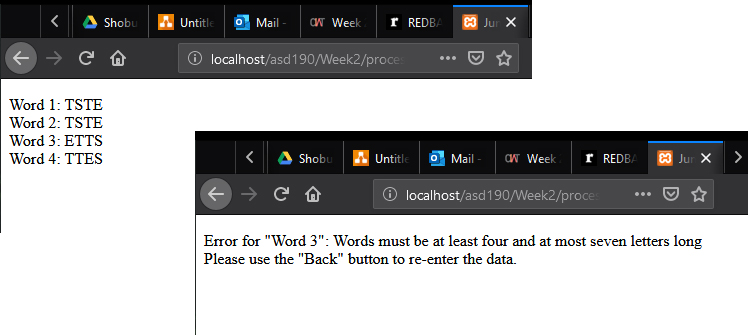 Shobu
Untitle
Mail -
Week
REDBA
Jun
localhost/asd190/Week2/proces
Word 1: TSTE
Word 2: TSTE
Word 3: ETTS
Word 4: TTES
Shobu
Untitle
Mail -
Week
REDBA
Jun
localhost/asd190/Week2/proces
Error for "Word 3": Words must be at least four and at most seven letters long
Please use the "Back" button to re-enter the data.